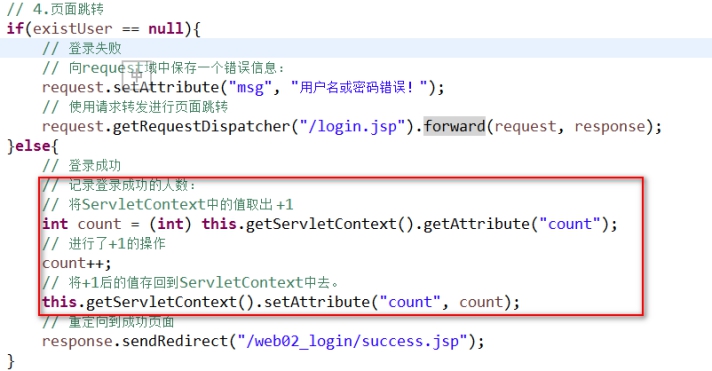 // 4.页面跳转
if(existUser == null){
// 登录失败
// 向request域中保存一个错误信息:
request.setAttribute("msg", "用户名或密码错误!");
// 使用请求转发进行页面跳转
request.getRequestDispatcher("/login.jsp").forward(request, response);
}else{
// 登录成功
// 记录登录成功的人数:
// 将ServletContext中的值取出 +1
int count = (int) this.getServletContext().getAttribute("count");
// 进行了+1的操作
count++;
// 将+1后的值存回到ServletContext中去。
this.getServletContext().setAttribute("count", count);
// 重定向到成功页面
response.sendRedirect("/web02_login/success.jsp");
}